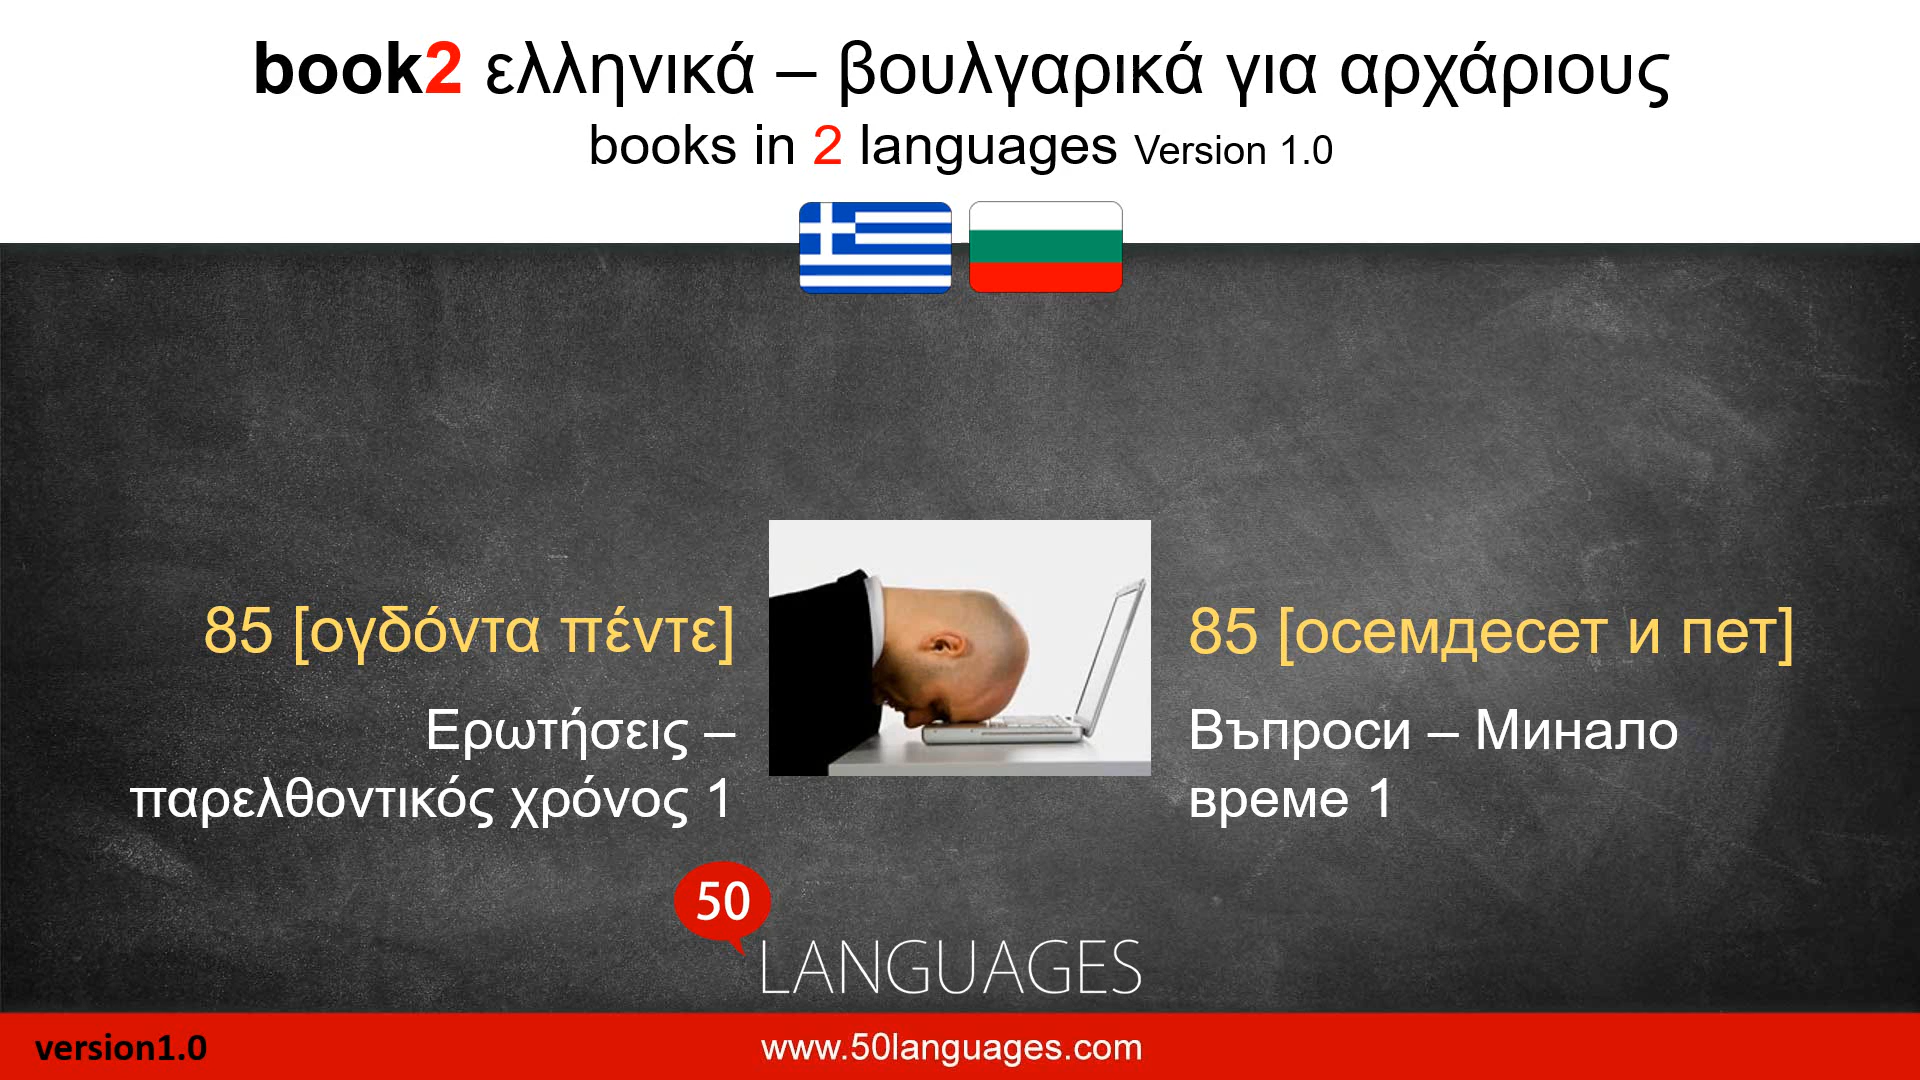 book2 ελληνικά – βουλγαρικά για αρχάριους
books in 2 languages Version 1.0
85 [ογδόντα πέντε]
Ερωτήσεις –
παρελθοντικός χρόνος 1
85 [осемдесет и пет]
Въпроси – Минало
време 1
50
LANGUAGES
version1.0
www.50languages.com